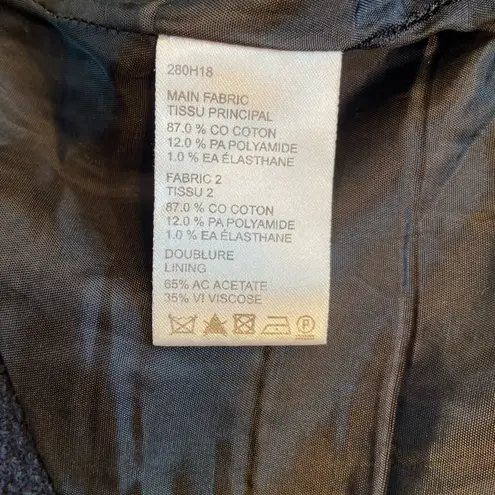 280H18
MAIN FABRIC
TISSU PRINCIPAL
87.0 % CO COTON
12.0 % PA POLYAMIDE
1.0 % EA ÉLASTHANE
FABRIC 2
TISSU 2
87.0 % CO COTON
12.0 % PA POLYAMIDE
1.0 % EA ÉLASTHANE
DOUBLURE
LINING
65% AC ACETATE
35% VI VISCOSE
P